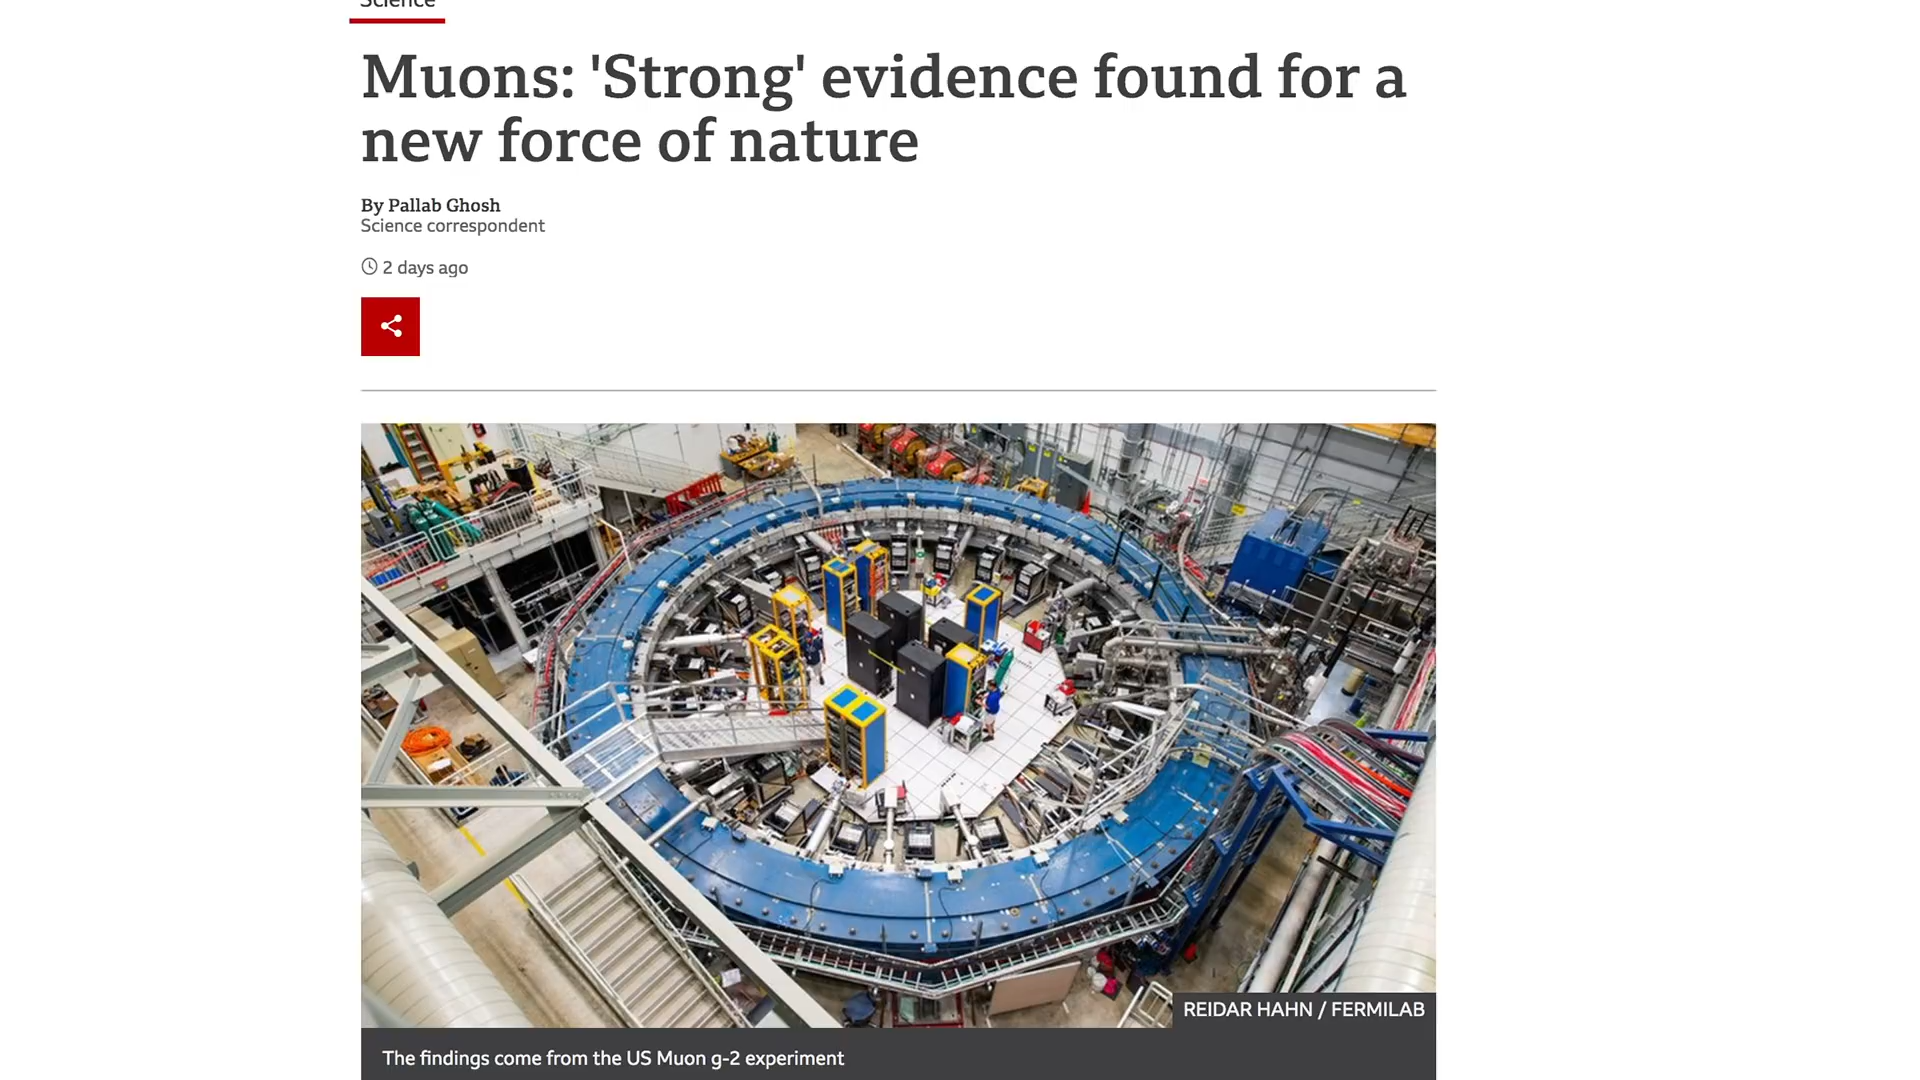 Science
Muons: 'Strong' evidence found for a
new force of nature
By Pallab Ghosh
Science correspondent
2 days ago
REIDAR HAHN / FERMILAB
The findings come from the US Muon g-2 experiment